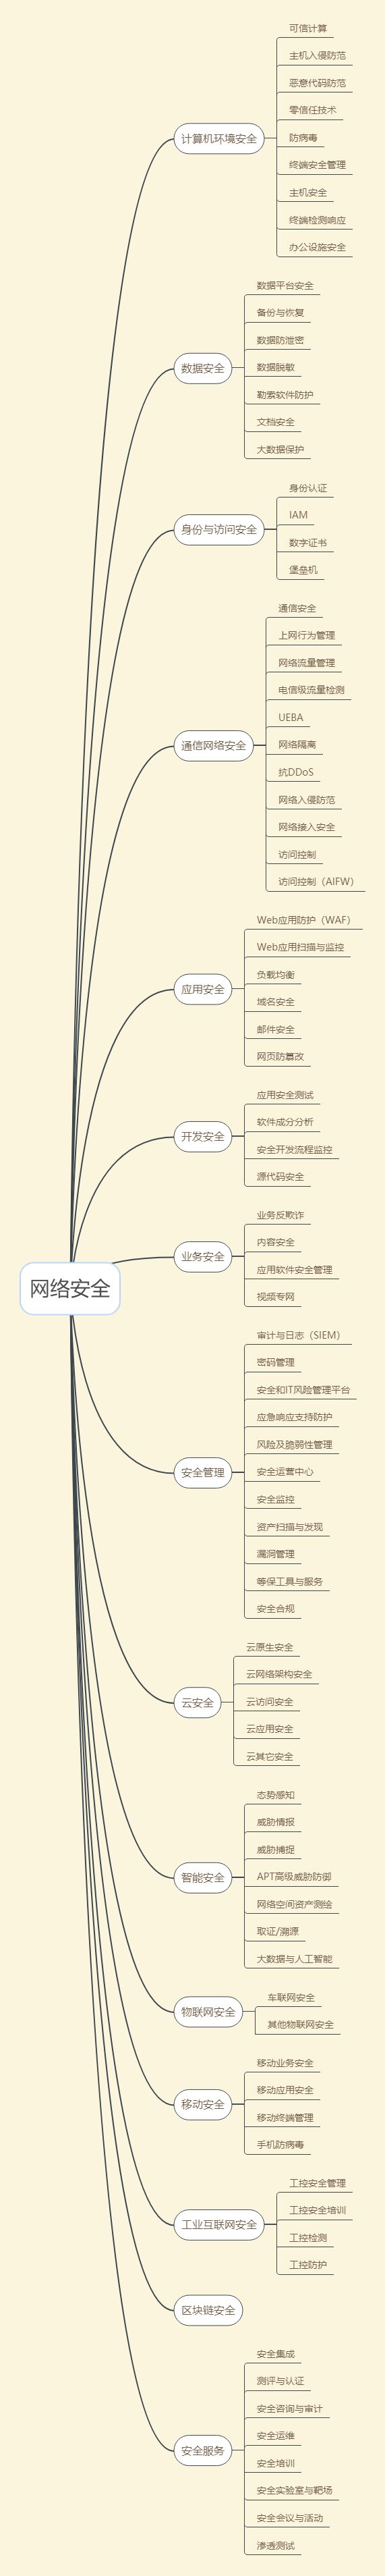 网络安全
计算机环境安全
可信计算
主机入侵防范
恶意代码防范
零信任技术
防病毒
终端安全管理
主机安全
终端检测响应
办公设施安全
数据安全
数据平台安全
备份与恢复
数据防泄密
数据脱敏
勒索软件防护
文档安全
大数据保护
身份与访问安全
身份认证
IAM
数字证书
堡垒机
通信网络安全
通信安全
上网行为管理
网络流量管理
电信级流量检测
UEBA
网络隔离
抗DDoS
网络入侵防范
网络接入安全
访问控制
访问控制（AIFW）
应用安全
Web应用防护（WAF）
Web应用扫描与监控
负载均衡
域名安全
邮件安全
网页防篡改
开发安全
应用安全测试
软件成分分析
安全开发流程监控
源代码安全
业务安全
业务反欺诈
内容安全
应用软件安全管理
视频专网
安全管理
审计与日志（SIEM）
密码管理
安全和IT风险管理平台
应急响应支持防护
风险及脆弱性管理
安全运营中心
安全监控
资产扫描与发现
漏洞管理
等保工具与服务
安全合规
云安全
云原生安全
云网络架构安全
云访问安全
云应用安全
云其它安全
智能安全
态势感知
威胁情报
威胁捕捉
APT高级威胁防御
网络空间资产测绘
取证/溯源
大数据与人工智能
物联网安全
车联网安全
其他物联网安全
移动安全
移动业务安全
移动应用安全
移动终端管理
手机防病毒
工业互联网安全
工控安全管理
工控安全培训
工控检测
工控防护
区块链安全
安全服务
安全集成
测评与认证
安全咨询与审计
安全运维
安全培训
安全实验室与靶场
安全会议与活动
渗透测试